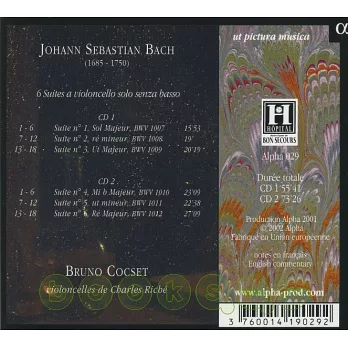 JOHANN SEBASTIAN BACH
(1685 - 1750)
6 Suites a violoncello solo senza basso
CD 1
1 - 6 Suite n° 1, Sol Majeur, BWV 1007 15'53
7 - 12 Suite n° 2, ré mineur, BWV 1008 19'
13 - 18 Suite n° 3, Ut Majeur, BWV 1009 20'19
CD 2
1 - 6 Suite n° 4, Mi b Majeur, BWV 1010 23'09
7 - 12 Suite n° 5, ut mineur, BWV 1011 22'38
13 - 18 Suite n° 6, Ré Majeur, BWV 1012 27'09
BRUNO COCSET
violoncelles de Charles Riché
ut pictura musica
H
HÔPITAL
BON SECOURS
Alpha 029
Durée totale
CD 1 55'41
CD 2 73'26
Production Alpha 2001
© 2002 Alpha
Fabriqué en Union européenne
notes en français
English commentary
www.alpha-prod.com
3 760014 190292